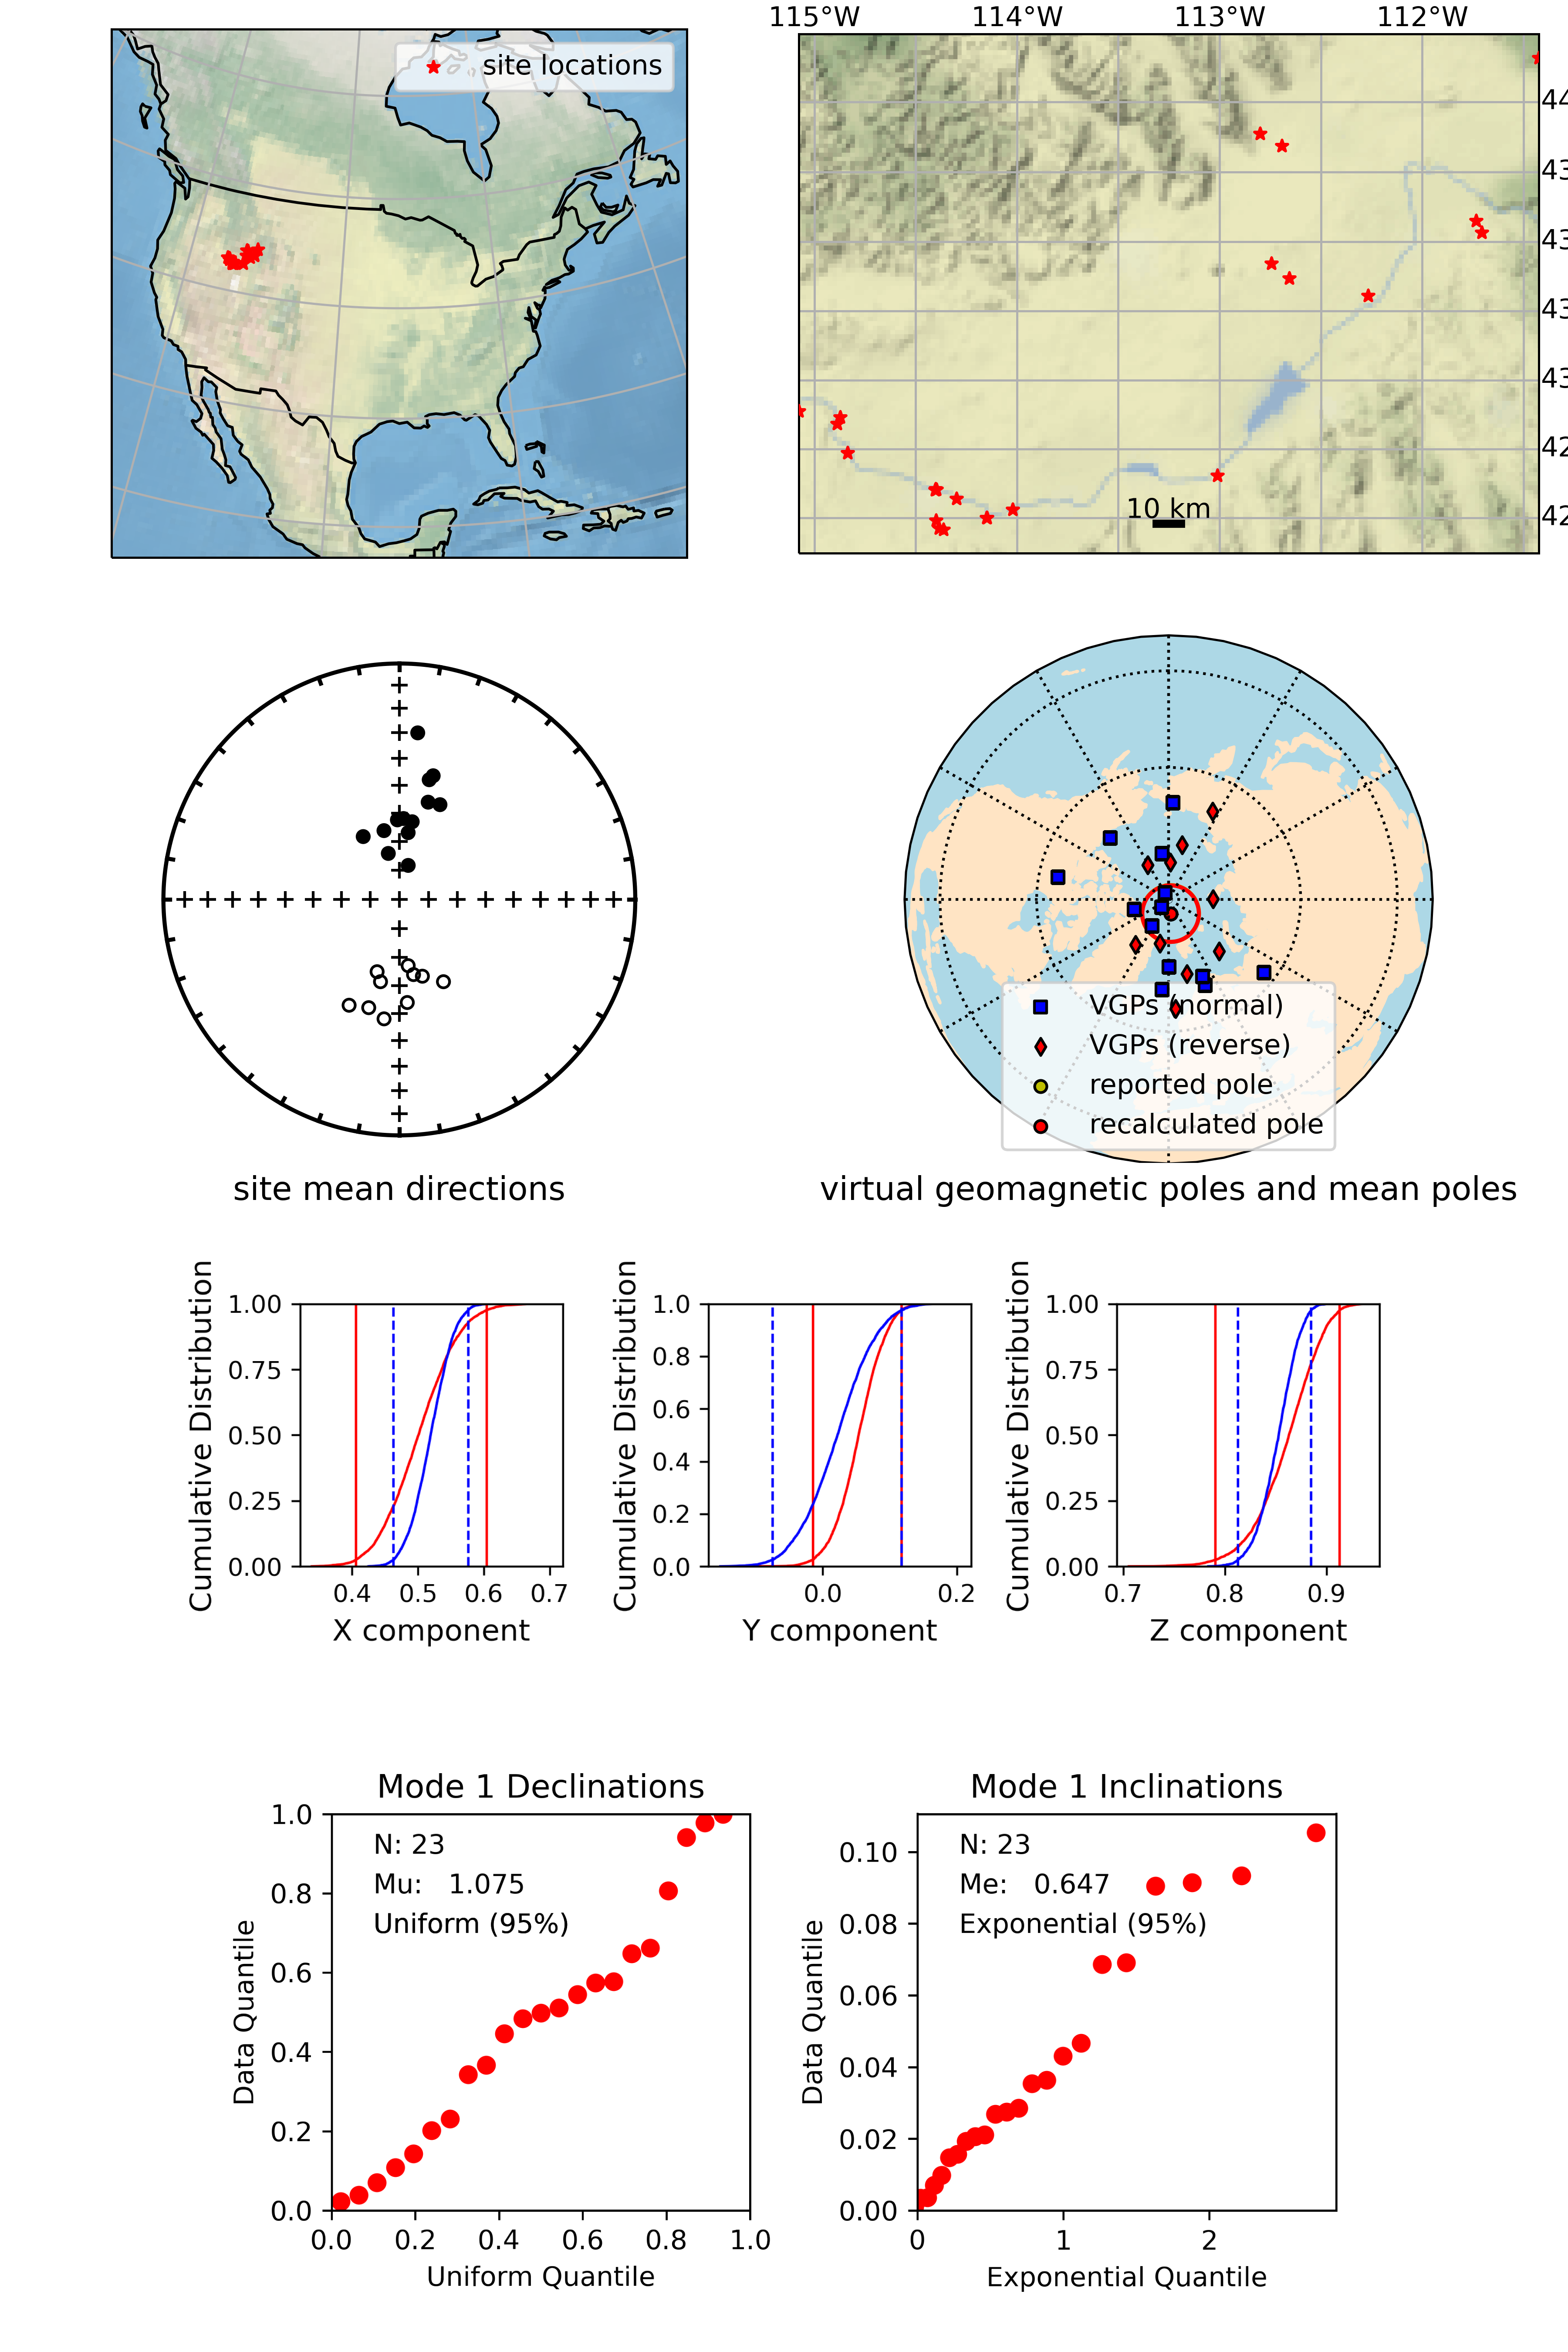 115°W 114°W 113°W 112°W
site locations
44
43
43
43
43
42
42
10 km
VGPs (normal)
VGPs (reverse)
reported pole
recalculated pole
site mean directions
virtual geomagnetic poles and mean poles
Cumulative Distribution
1.00
0.75
0.50
0.25
0.00
0.4 0.5 0.6 0.7
X component
Cumulative Distribution
1.0
0.8
0.6
0.4
0.2
0.0
0.0 0.2
Y component
Cumulative Distribution
1.00
0.75
0.50
0.25
0.00
0.7 0.8 0.9
Z component
Mode 1 Declinations
N: 23
Mu: 1.075
Uniform (95%)
Data Quantile
1.0
0.8
0.6
0.4
0.2
0.0
0.0 0.2 0.4 0.6 0.8 1.0
Uniform Quantile
Mode 1 Inclinations
N: 23
Me: 0.647
Exponential (95%)
Data Quantile
0.10
0.08
0.06
0.04
0.02
0.00
0 1 2
Exponential Quantile